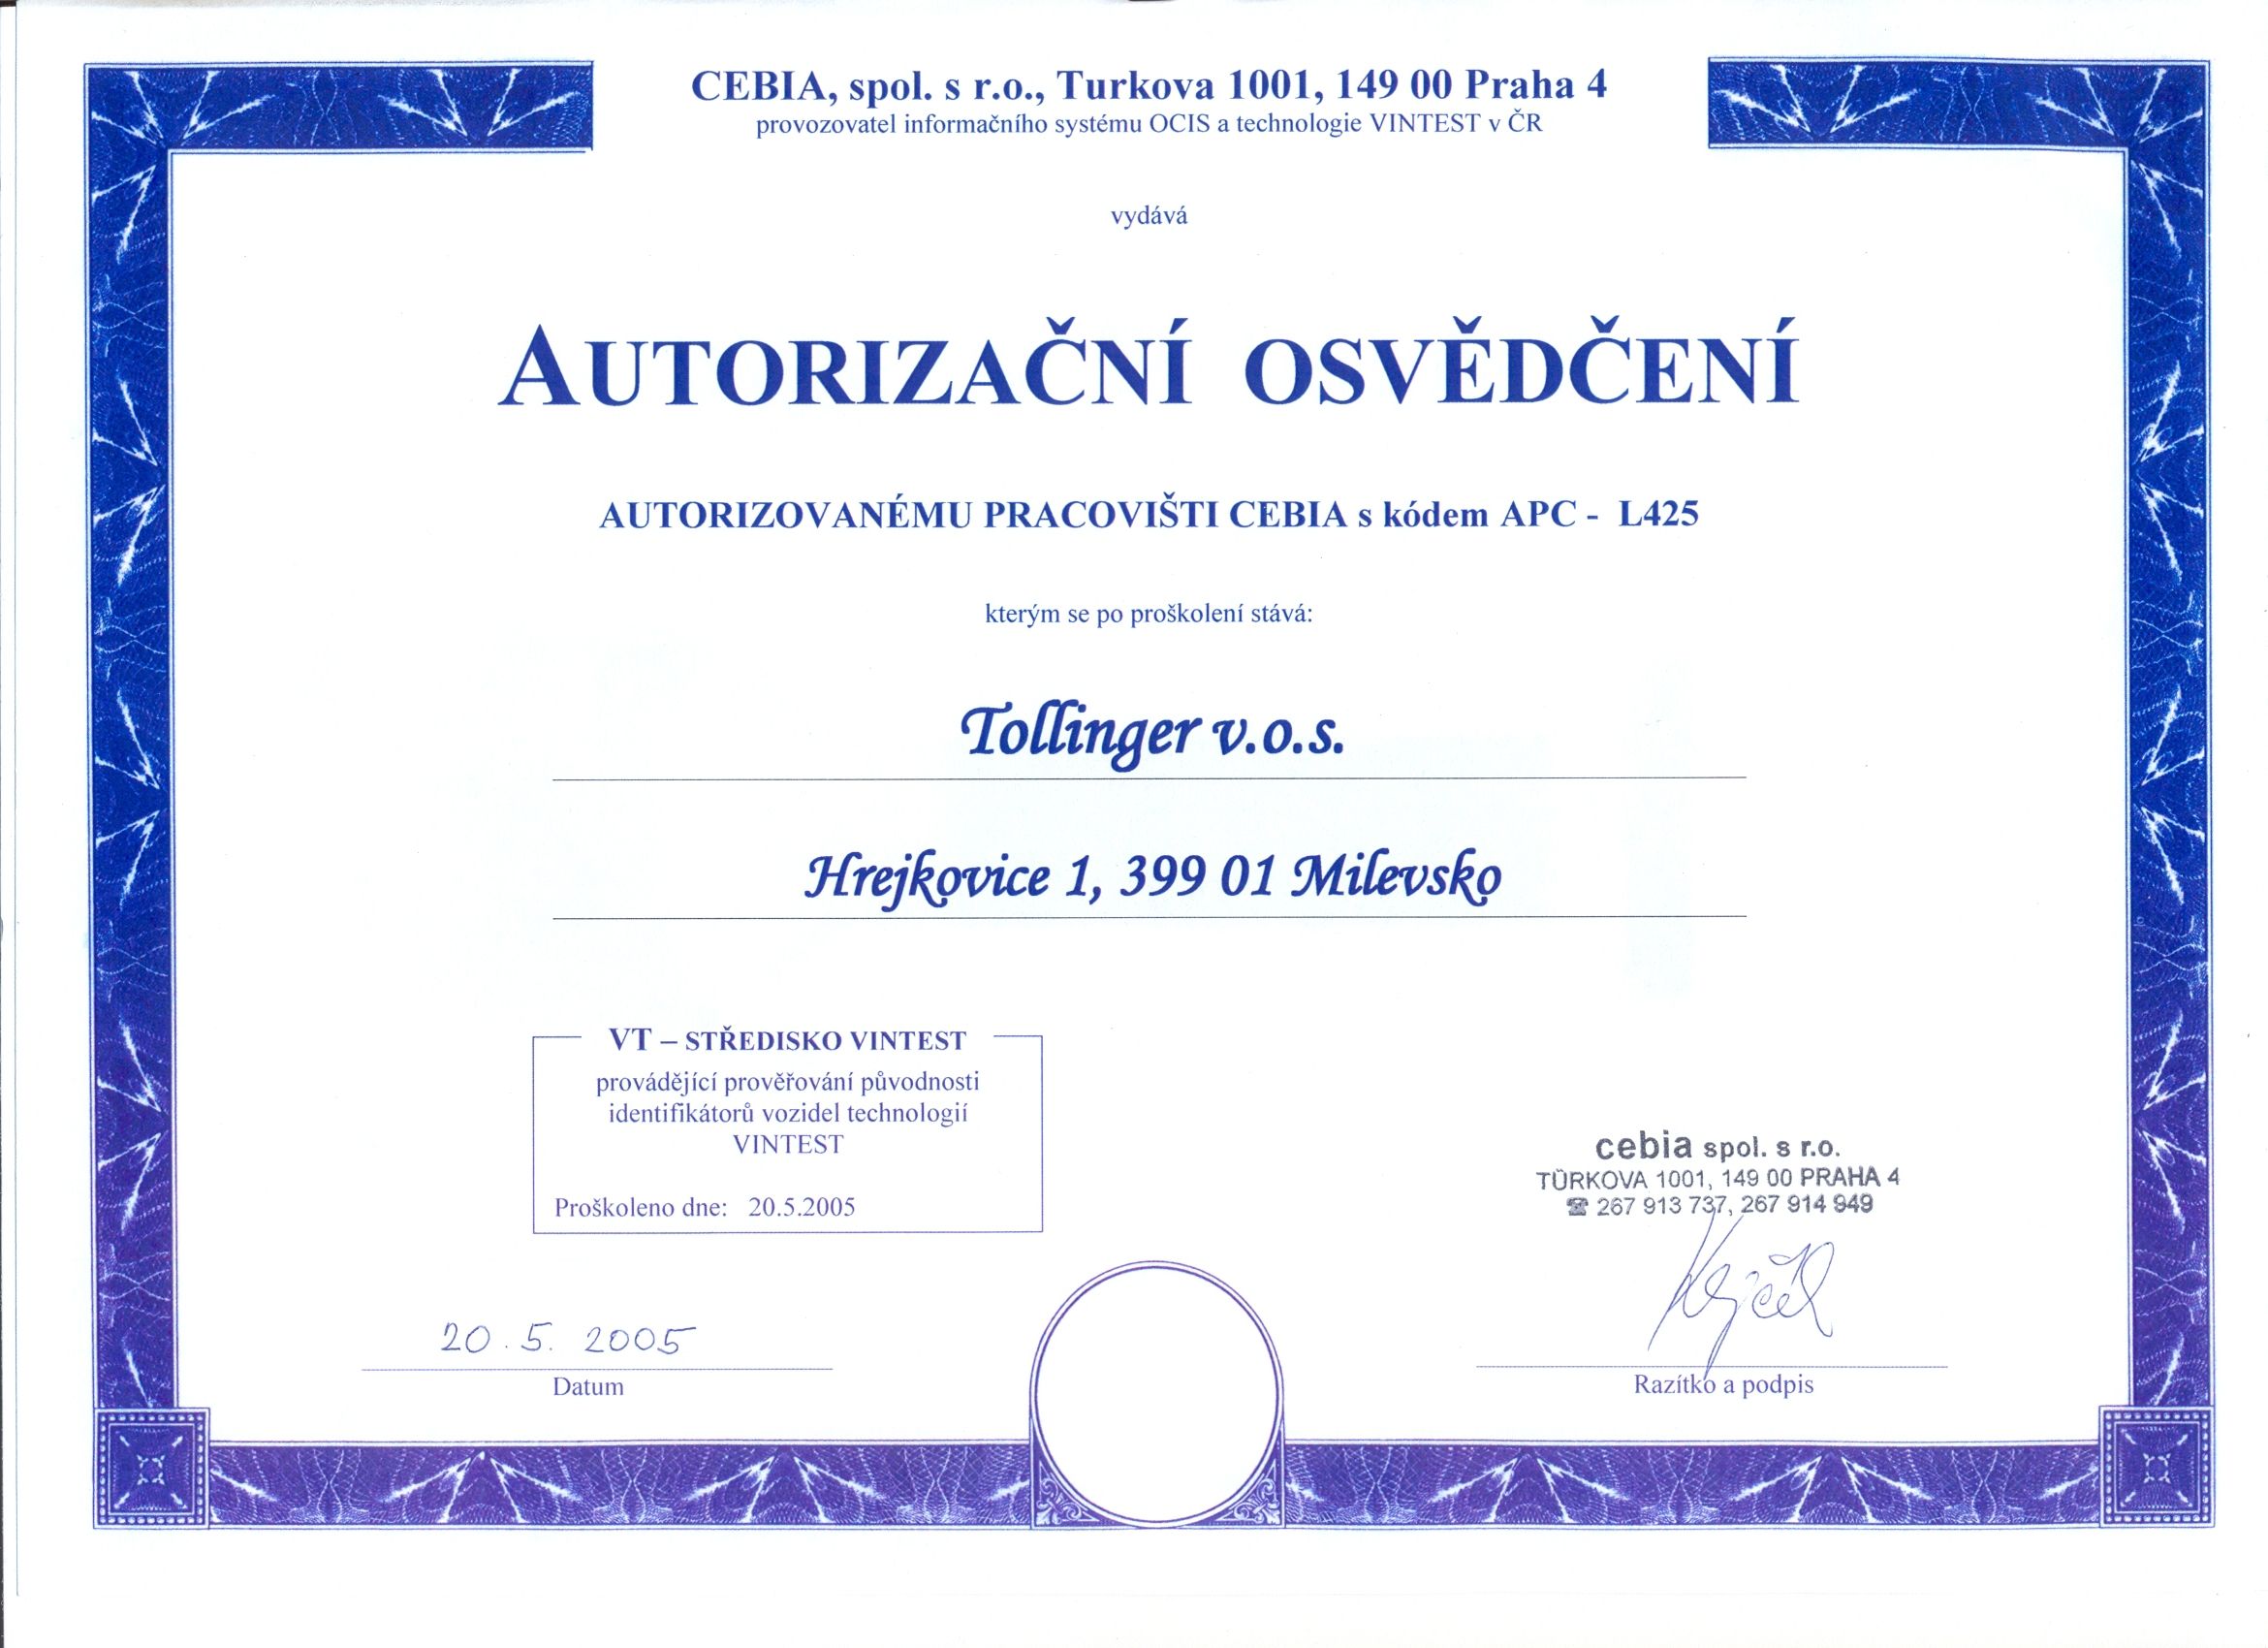 CEBIA, spol. s r.o., Turkova 1001, 149 00 Praha 4
provozovatel informačního systému OCIS a technologie VINTEST v ČR
vydává
AUTORIZAČNÍ OSVĚDČENÍ
AUTORIZOVANÉMU PRACOVIŠTI CEBIA s kódem APC - L425
kterým se po proškolení stává:
Tollinger v.o.s.
Hrejkovice 1, 399 01 Milevsko
VT – STŘEDISKO VINTEST
provádějící prověřování původnosti
identifikátorů vozidel technologií
VINTEST
Proškoleno dne: 20.5.2005
cebia spol. s r.o.
TÜRKOVA 1001, 149 00 PRAHA 4
☎ 267 913 737, 267 914 949
20.5.2005
Datum
Razítko a podpis